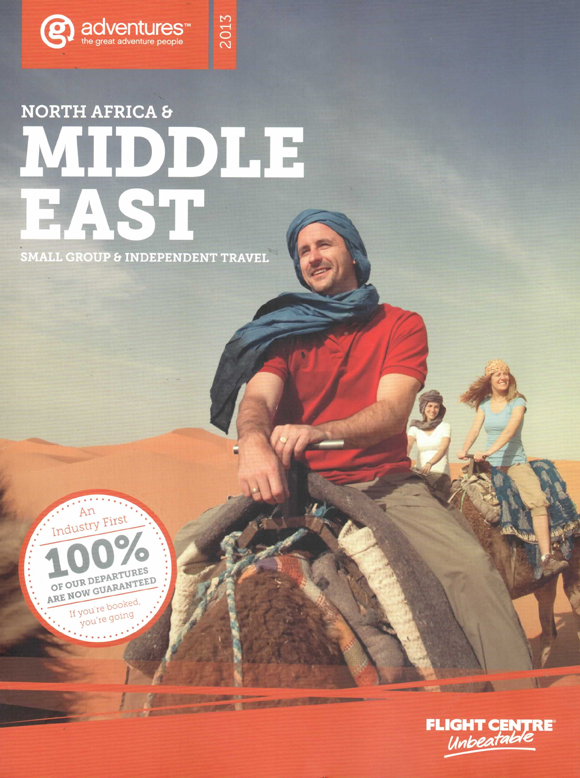 adventures™
the great adventure people
2013
NORTH AFRICA &
MIDDLE
EAST
SMALL GROUP & INDEPENDENT TRAVEL
An
Industry First
100%
OF OUR DEPARTURES
ARE NOW GUARANTEED
If you're booked,
you're going
FLIGHT CENTRE
Unbeatable